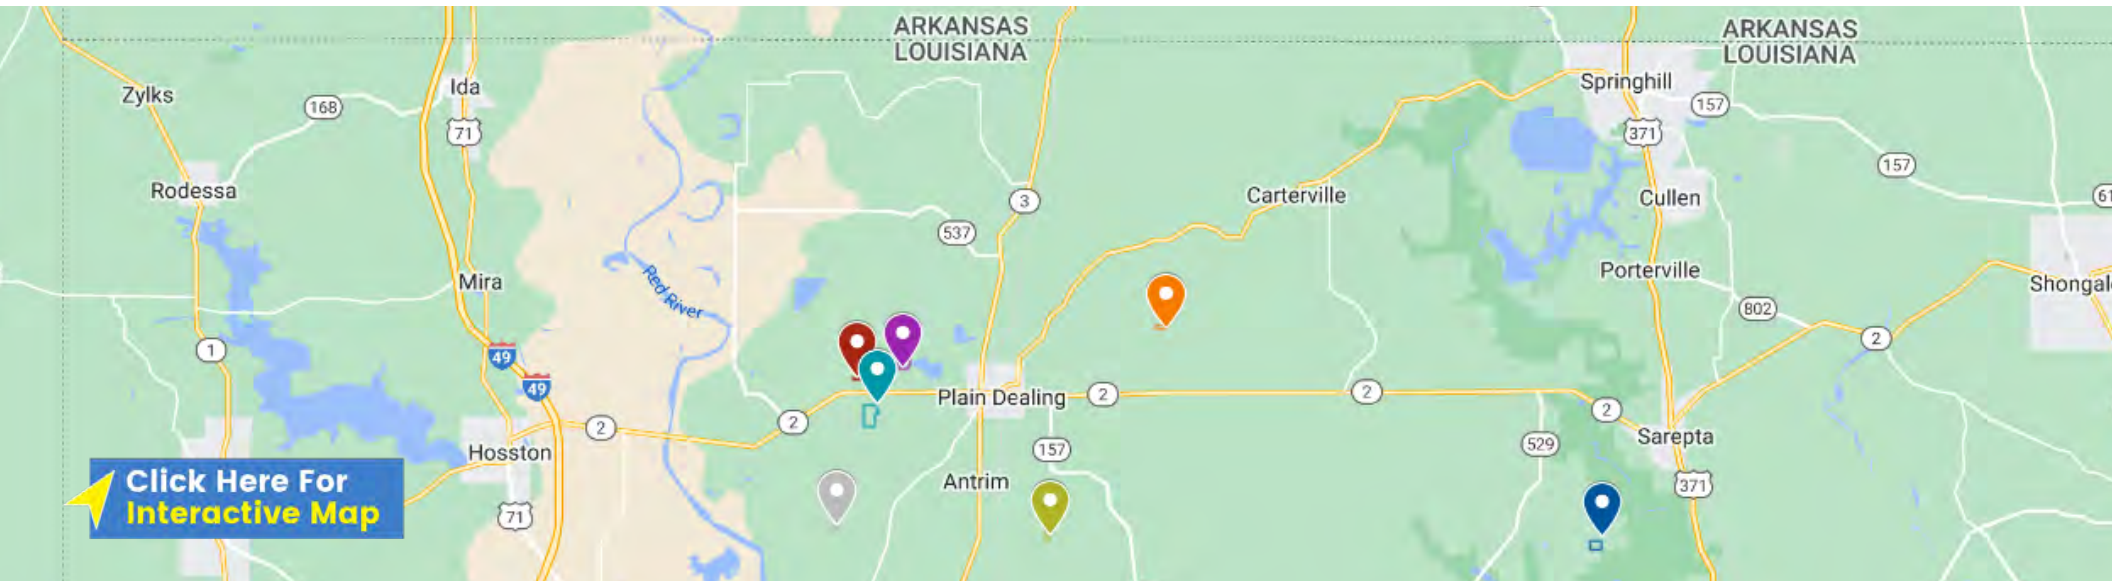 ARKANSAS
LOUISIANA
ARKANSAS
LOUISIANA
Zylks
168
Ida
71
Springhill
157
371
157
Rodessa
3
Carterville
Cullen
61
537
Mira
Red River
Porterville
Shongal
802
1
49
49
2
Plain Dealing
2
2
2
2
2
Hosston
157
529
Sarepta
Antrim
371
71
Click Here For
Interactive Map